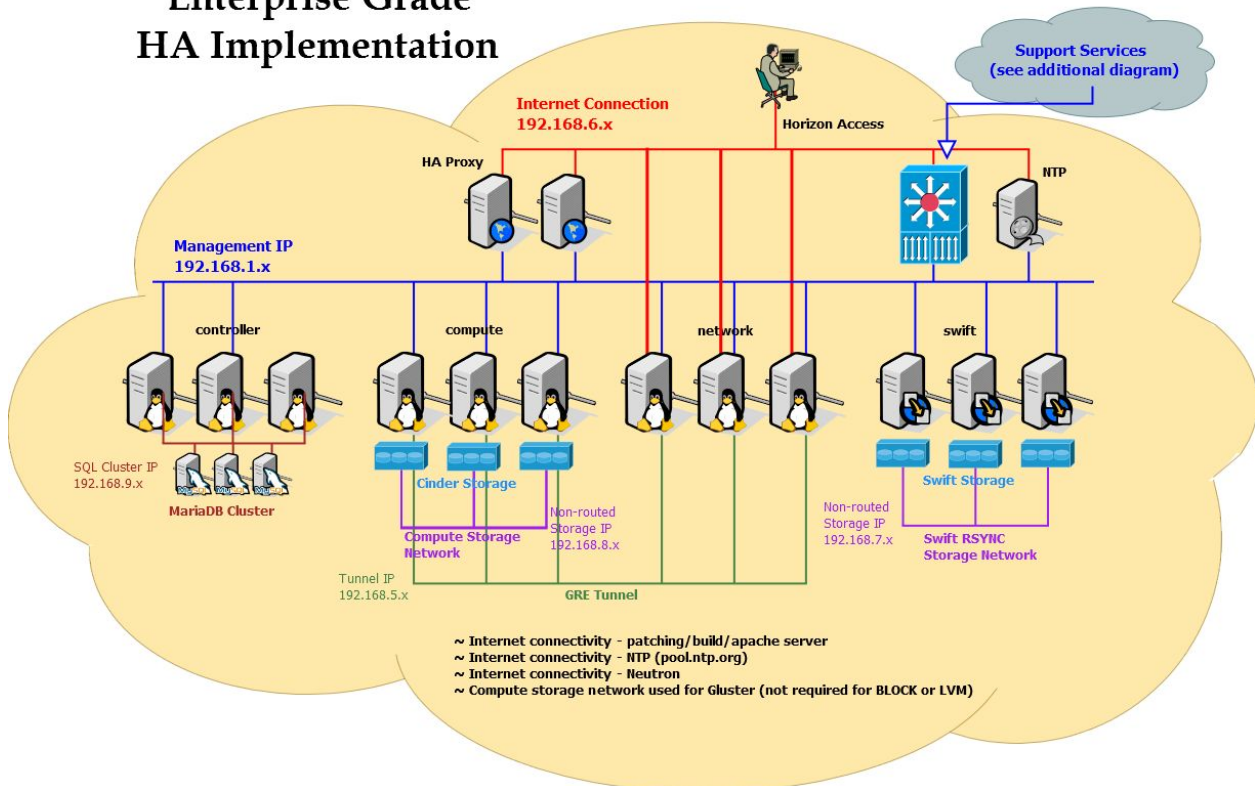 Enterprise Grade
HA Implementation
Support Services
(see additional diagram)
Internet Connection
192.168.6.x
Horizon Access
HA Proxy
NTP
Management IP
192.168.1.x
controller
compute
network
swift
SQL Cluster IP
192.168.9.x
MariaDB Cluster
Cinder Storage
Non-routed
Storage IP
192.168.8.x
Compute Storage
Network
Swift Storage
Non-routed
Storage IP
192.168.7.x
Swift RSYNC
Storage Network
Tunnel IP
192.168.5.x
GRE Tunnel
~ Internet connectivity - patching/build/apache server
~ Internet connectivity - NTP (pool.ntp.org)
~ Internet connectivity - Neutron
~ Compute storage network used for Gluster (not required for BLOCK or LVM)